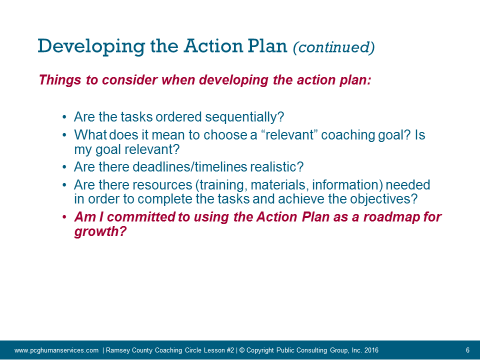 Developing the Action Plan (continued)
Things to consider when developing the action plan:
• Are the tasks ordered sequentially?
• What does it mean to choose a “relevant” coaching goal? Is
my goal relevant?
• Are there deadlines/timelines realistic?
• Are there resources (training, materials, information) needed
in order to complete the tasks and achieve the objectives?
• Am I committed to using the Action Plan as a roadmap for
growth?
www.pcghumanservices.com | Ramsey County Coaching Circle Lesson #2 | © Copyright Public Consulting Group, Inc. 2016 6